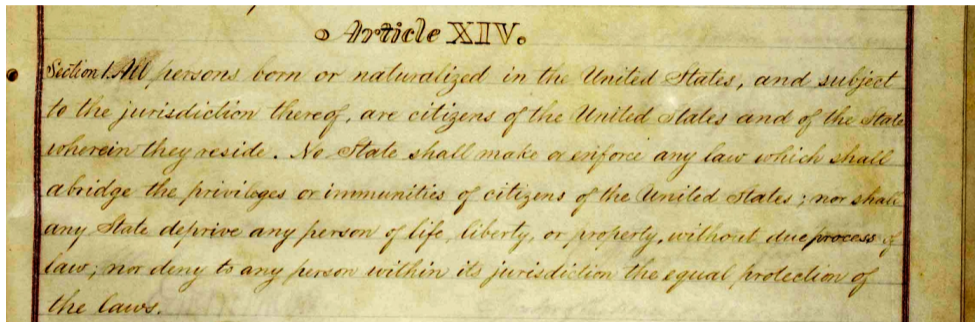 Article XIV.
Section 1. All persons born or naturalized in the United States, and subject
to the jurisdiction thereof, are citizens of the United States and of the State
wherein they reside. No State shall make or enforce any law which shall
abridge the privileges or immunities of citizens of the United States; nor shall
any State deprive any person of life, liberty, or property, without due process of
law; nor deny to any person within its jurisdiction the equal protection of
the laws.